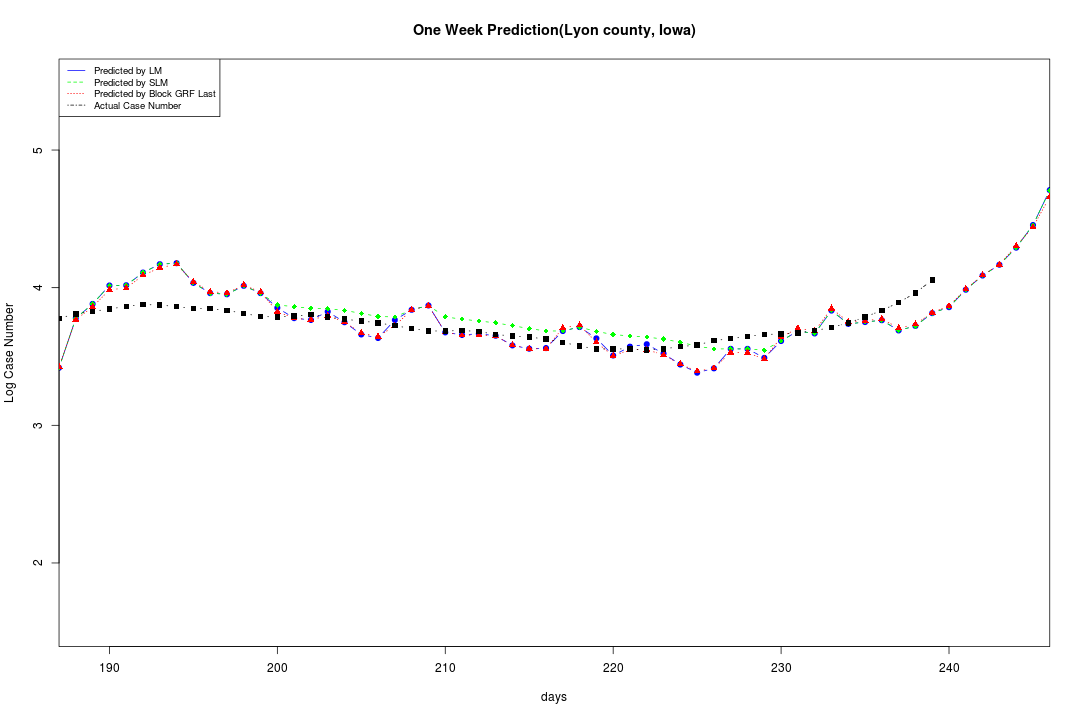 One Week Prediction(Lyon county, Iowa)
Predicted by LM
Predicted by SLM
Predicted by Block GRF Last
Actual Case Number
5
4
3
2
Log Case Number
190 200 210 220 230 240
days